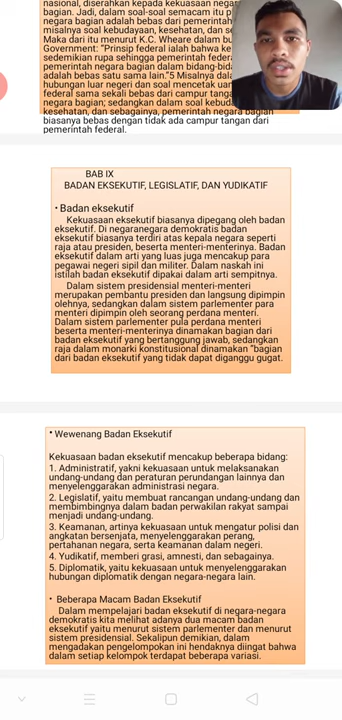 nasional, diserahkan kepada kekuasaan
bagian. Jadi, dalam soal-soal semacam itu
negara bagian adalah bebas dari pemerintah
misalnya soal kebudayaan, kesehatan, dan
Maka dari itu menurut K.C. Wheare dalam
Government: “Prinsip federal ialah bahwa
sedemikian rupa sehingga pemerintah
pemerintah negara bagian dalam
adalah bebas satu sama lain.”5 Misalnya
hubungan luar negeri dan soal mencetak
federal sama sekali bebas dari campur
negara bagian; sedangkan dalam soal
kesehatan, dan sebagainya, pemerintah negara bagian
biasanya bebas dengan tidak ada campur tangan dari
pemerintah federal.
BAB IX
BADAN EKSEKUTIF, LEGISLATIF, DAN YUDIKATIF
• Badan eksekutif
Kekuasaan eksekutif biasanya dipegang oleh badan
eksekutif. Di negaranegara demokratis badan
eksekutif biasanya terdiri atas kepala negara seperti
raja atau presiden, beserta menteri-menterinya. Badan
eksekutif dalam arti yang luas juga mencakup para
pegawai negeri sipil dan militer. Dalam naskah ini
istilah badan eksekutif dipakai dalam arti sempitnya.
Dalam sistem presidensial menteri-menteri
merupakan pembantu presiden dan langsung dipimpin
olehnya, sedangkan dalam sistem parlementer para
menteri dipimpin oleh seorang perdana menteri.
Dalam sistem parlementer pula perdana menteri
beserta menteri-menterinya dinamakan bagian dari
badan eksekutif yang bertanggung jawab, sedangkan
raja dalam monarki konstitusional dinamakan “bagian
dari badan eksekutif yang tidak dapat diganggu gugat.
• Wewenang Badan Eksekutif
Kekuasaan badan eksekutif mencakup beberapa bidang:
1. Administratif, yakni kekuasaan untuk melaksanakan
undang-undang dan peraturan perundangan lainnya dan
menyelenggarakan administrasi negara.
2. Legislatif, yaitu membuat rancangan undang-undang dan
membimbingnya dalam badan perwakilan rakyat sampai
menjadi undang-undang.
3. Keamanan, artinya kekuasaan untuk mengatur polisi dan
angkatan bersenjata, menyelenggarakan perang,
pertahanan negara, serta keamanan dalam negeri.
4. Yudikatif, memberi grasi, amnesti, dan sebagainya.
5. Diplomatik, yaitu kekuasaan untuk menyelenggarakan
hubungan diplomatik dengan negara-negara lain.
• Beberapa Macam Badan Eksekutif
Dalam mempelajari badan eksekutif di negara-negara
demokratis kita melihat adanya dua macam badan
eksekutif yaitu menurut sistem parlementer dan menurut
sistem presidensial. Sekalipun demikian, dalam
mengadakan pengelompokan ini hendaknya diingat bahwa
dalam setiap kelompok terdapat beberapa variasi.